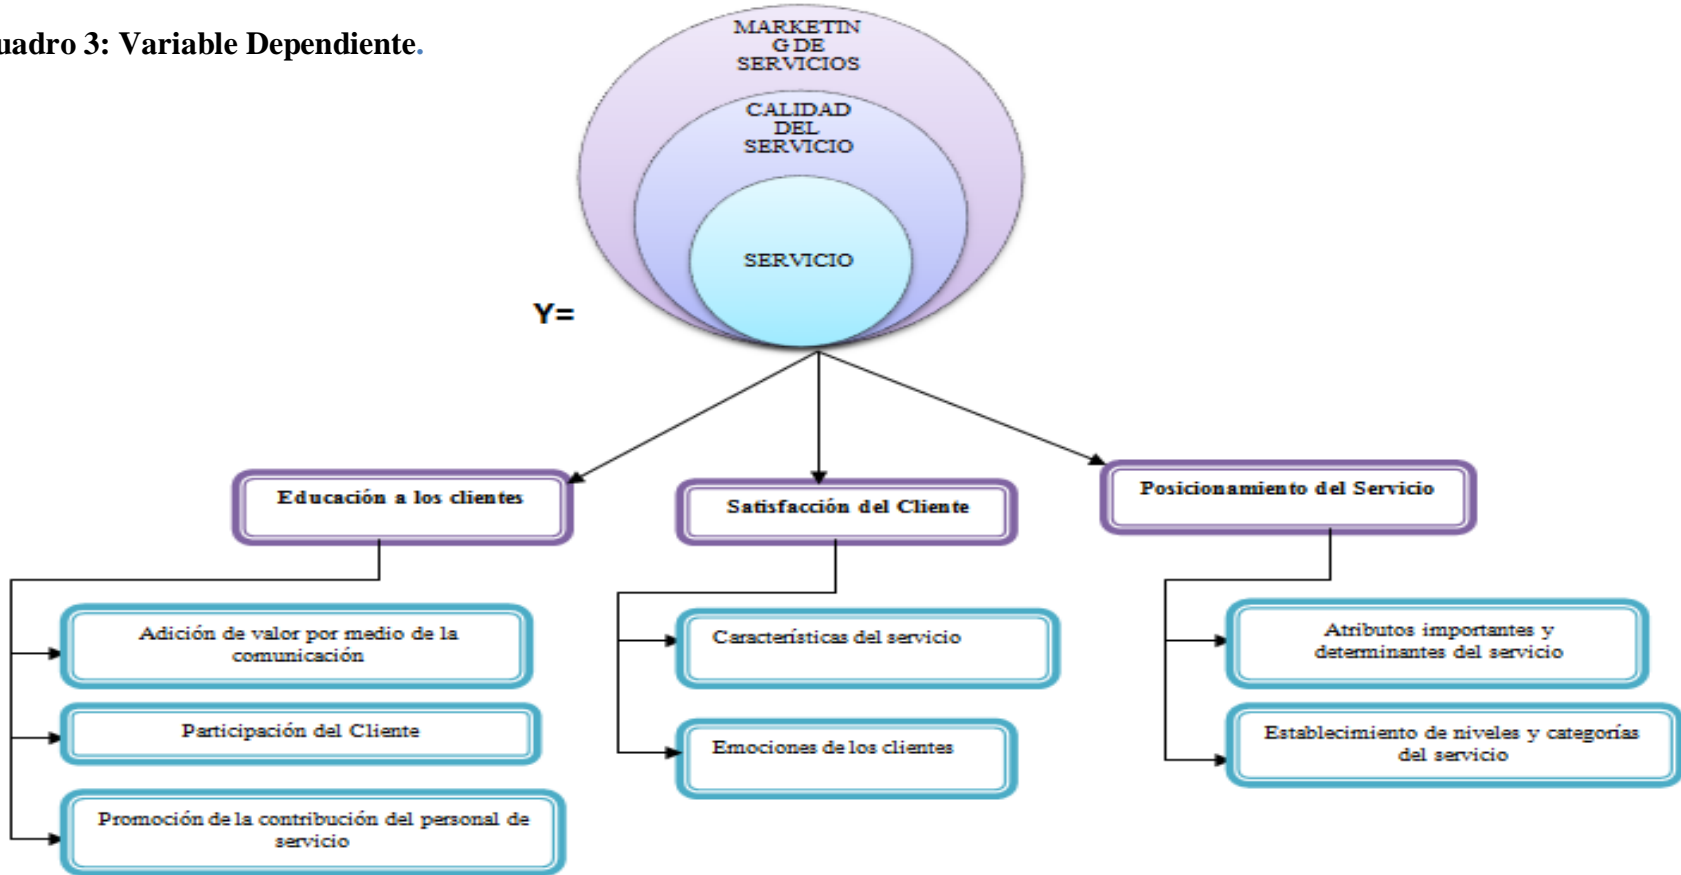 uadro 3: Variable Dependiente.
MARKETIN
G DE
SERVICIOS
CALIDAD
DEL
SERVICIO
SERVICIO
Y=
Educación a los clientes
Satisfacción del Cliente
Posicionamiento del Servicio
Adición de valor por medio de la
comunicación
Participación del Cliente
Promoción de la contribución del personal de
servicio
Características del servicio
Emociones de los clientes
Atributos importantes y
determinantes del servicio
Establecimiento de niveles y categorías
del servicio